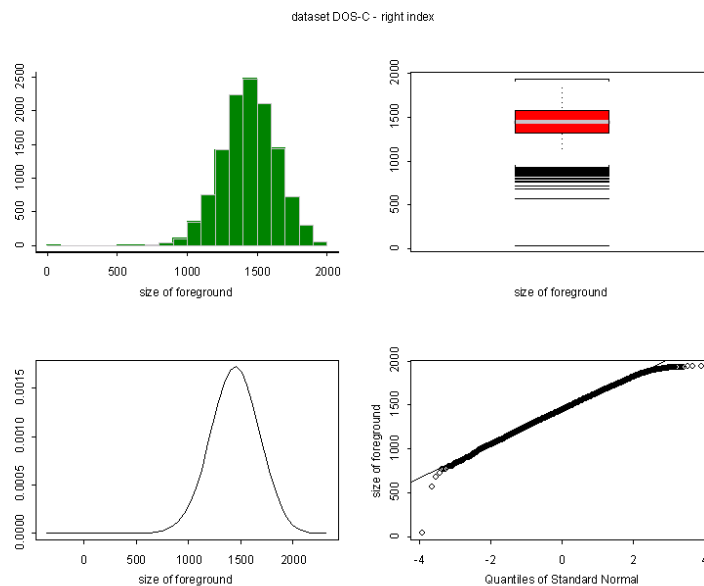 dataset DOS-C - right index
0 500 1000 1500 2000 2500
0 500 1000 1500 2000
size of foreground
0 500 1000 1500 2000
size of foreground
0.0000 0.0005 0.0010 0.0015
0 500 1000 1500 2000
size of foreground
size of foreground
0 500 1000 1500 2000
-4 -2 0 2 4
Quantiles of Standard Normal